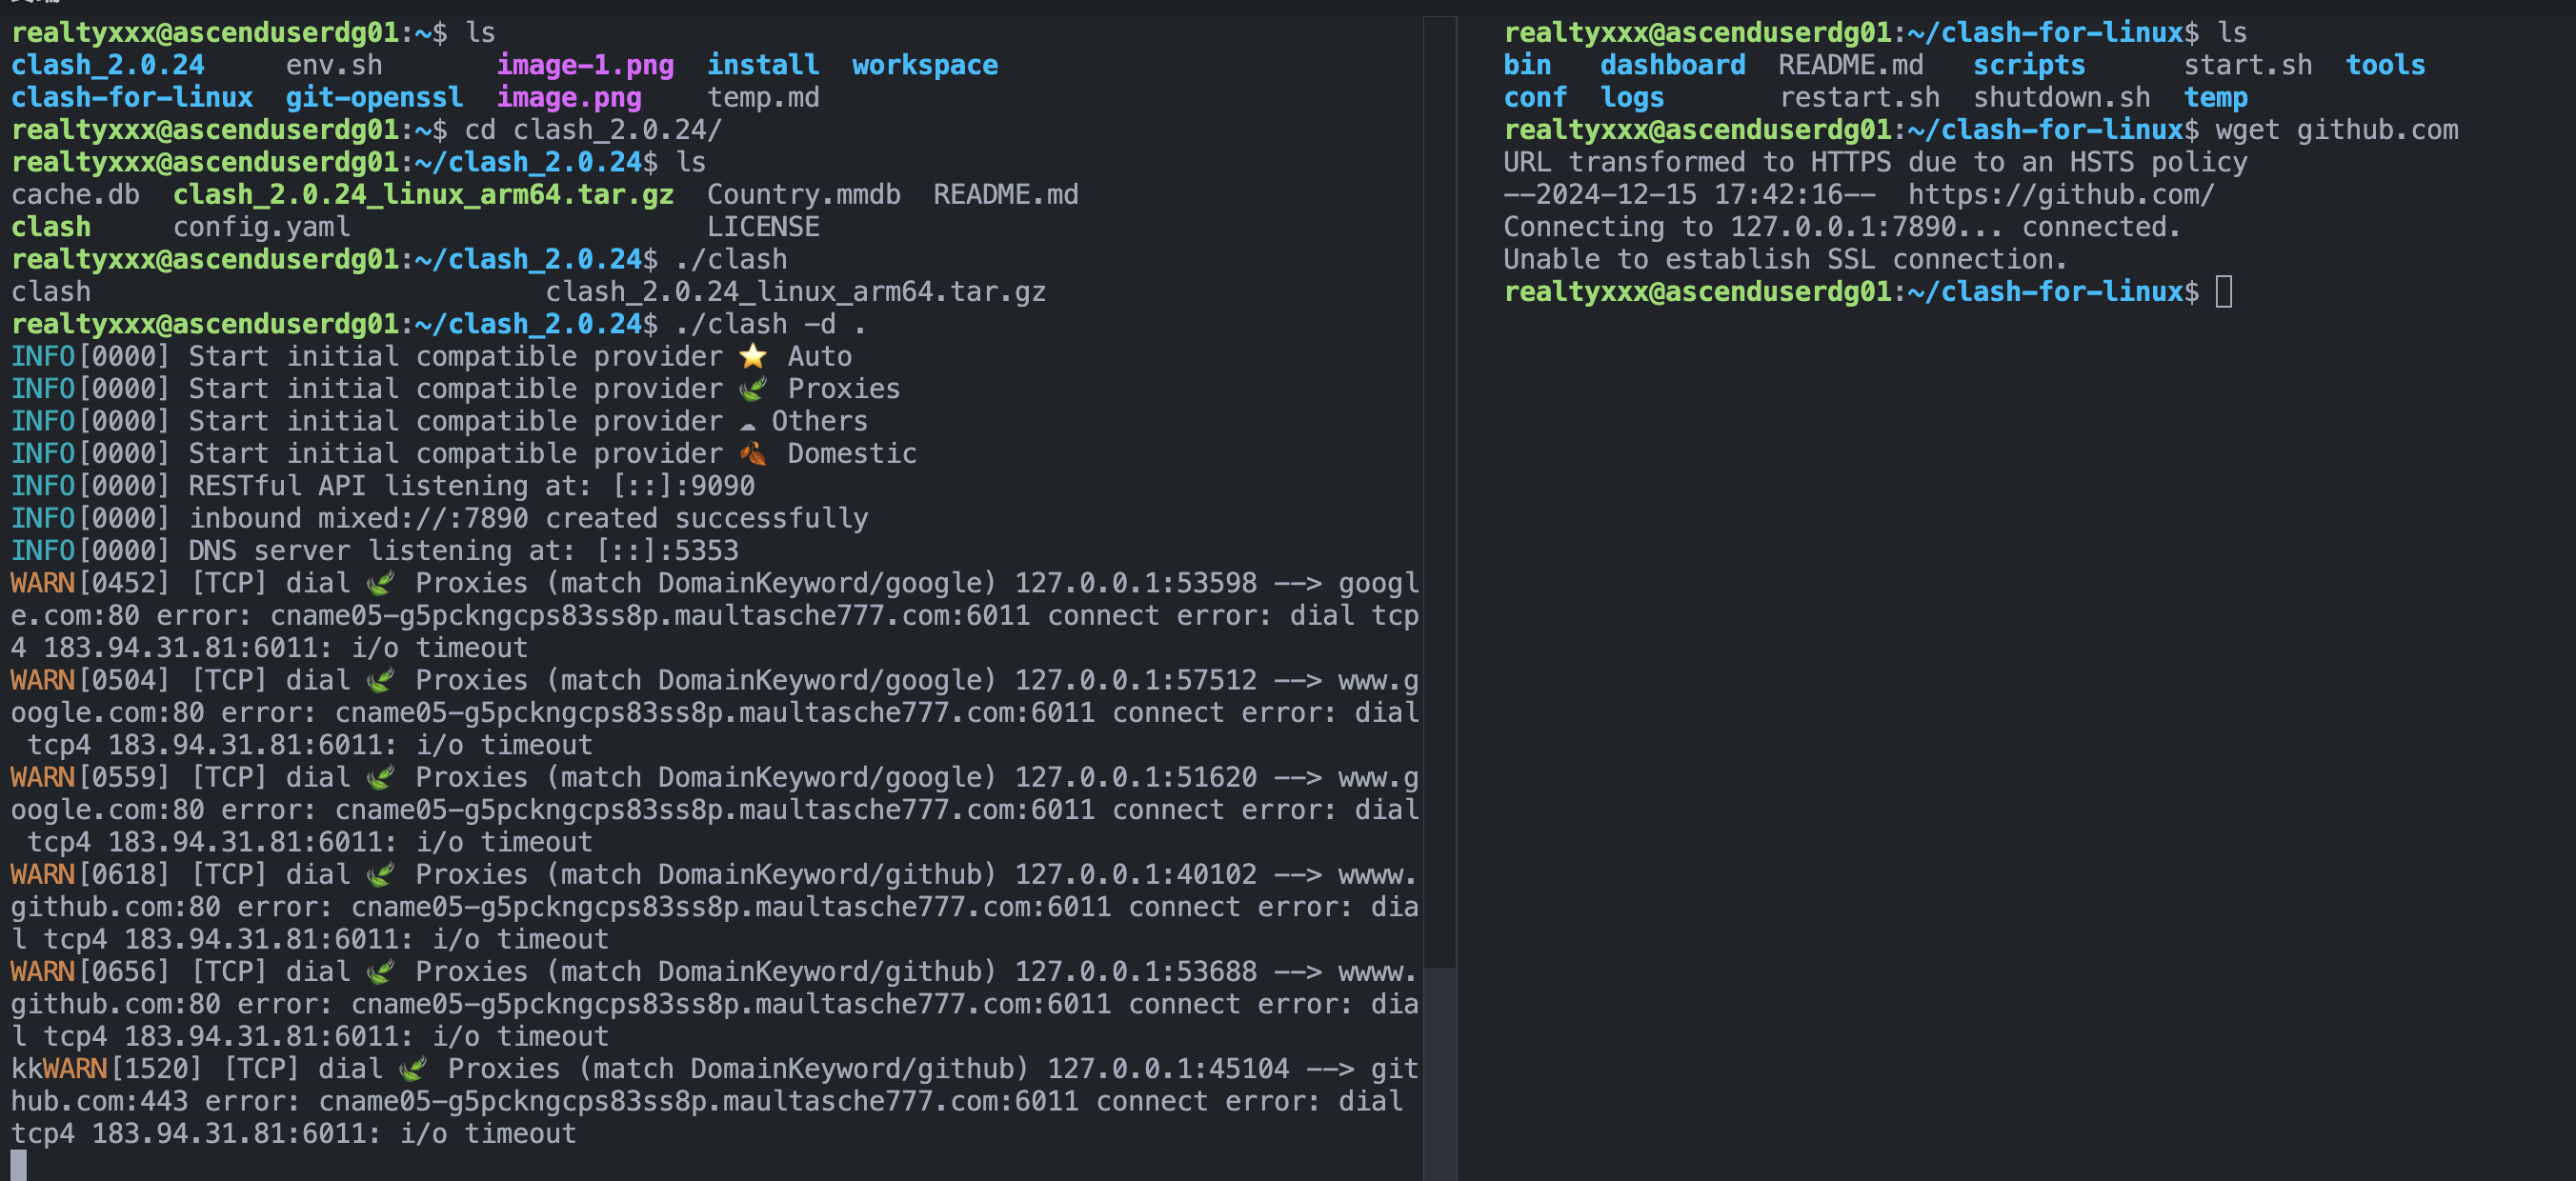 realtyxxx@ascenduserdg01:~$ ls
clash_2.0.24     env.sh       image-1.png  install  workspace
clash-for-linux  git-openssl  image.png    temp.md
realtyxxx@ascenduserdg01:~$ cd clash_2.0.24/
realtyxxx@ascenduserdg01:~/clash_2.0.24$ ls
cache.db  clash_2.0.24_linux_arm64.tar.gz  Country.mmdb  README.md
clash     config.yaml                      LICENSE
realtyxxx@ascenduserdg01:~/clash_2.0.24$ ./clash
clash                            clash_2.0.24_linux_arm64.tar.gz
realtyxxx@ascenduserdg01:~/clash_2.0.24$ ./clash -d .
INFO[0000] Start initial compatible provider ⭐ Auto
INFO[0000] Start initial compatible provider 🍃 Proxies
INFO[0000] Start initial compatible provider ☁ Others
INFO[0000] Start initial compatible provider 🍂 Domestic
INFO[0000] RESTful API listening at: [::]:9090
INFO[0000] inbound mixed://:7890 created successfully
INFO[0000] DNS server listening at: [::]:5353
WARN[0452] [TCP] dial 🍃 Proxies (match DomainKeyword/google) 127.0.0.1:53598 --> googl
e.com:80 error: cname05-g5pckngcps83ss8p.maultasche777.com:6011 connect error: dial tcp
4 183.94.31.81:6011: i/o timeout
WARN[0504] [TCP] dial 🍃 Proxies (match DomainKeyword/google) 127.0.0.1:57512 --> www.g
oogle.com:80 error: cname05-g5pckngcps83ss8p.maultasche777.com:6011 connect error: dial
 tcp4 183.94.31.81:6011: i/o timeout
WARN[0559] [TCP] dial 🍃 Proxies (match DomainKeyword/google) 127.0.0.1:51620 --> www.g
oogle.com:80 error: cname05-g5pckngcps83ss8p.maultasche777.com:6011 connect error: dial
 tcp4 183.94.31.81:6011: i/o timeout
WARN[0618] [TCP] dial 🍃 Proxies (match DomainKeyword/github) 127.0.0.1:40102 --> wwww.
github.com:80 error: cname05-g5pckngcps83ss8p.maultasche777.com:6011 connect error: dia
l tcp4 183.94.31.81:6011: i/o timeout
WARN[0656] [TCP] dial 🍃 Proxies (match DomainKeyword/github) 127.0.0.1:53688 --> wwww.
github.com:80 error: cname05-g5pckngcps83ss8p.maultasche777.com:6011 connect error: dia
l tcp4 183.94.31.81:6011: i/o timeout
kkWARN[1520] [TCP] dial 🍃 Proxies (match DomainKeyword/github) 127.0.0.1:45104 --> git
hub.com:443 error: cname05-g5pckngcps83ss8p.maultasche777.com:6011 connect error: dial
tcp4 183.94.31.81:6011: i/o timeout
realtyxxx@ascenduserdg01:~/clash-for-linux$ ls
bin   dashboard  README.md   scripts      start.sh  tools
conf  logs       restart.sh  shutdown.sh  temp
realtyxxx@ascenduserdg01:~/clash-for-linux$ wget github.com
URL transformed to HTTPS due to an HSTS policy
--2024-12-15 17:42:16--  https://github.com/
Connecting to 127.0.0.1:7890... connected.
Unable to establish SSL connection.
realtyxxx@ascenduserdg01:~/clash-for-linux$